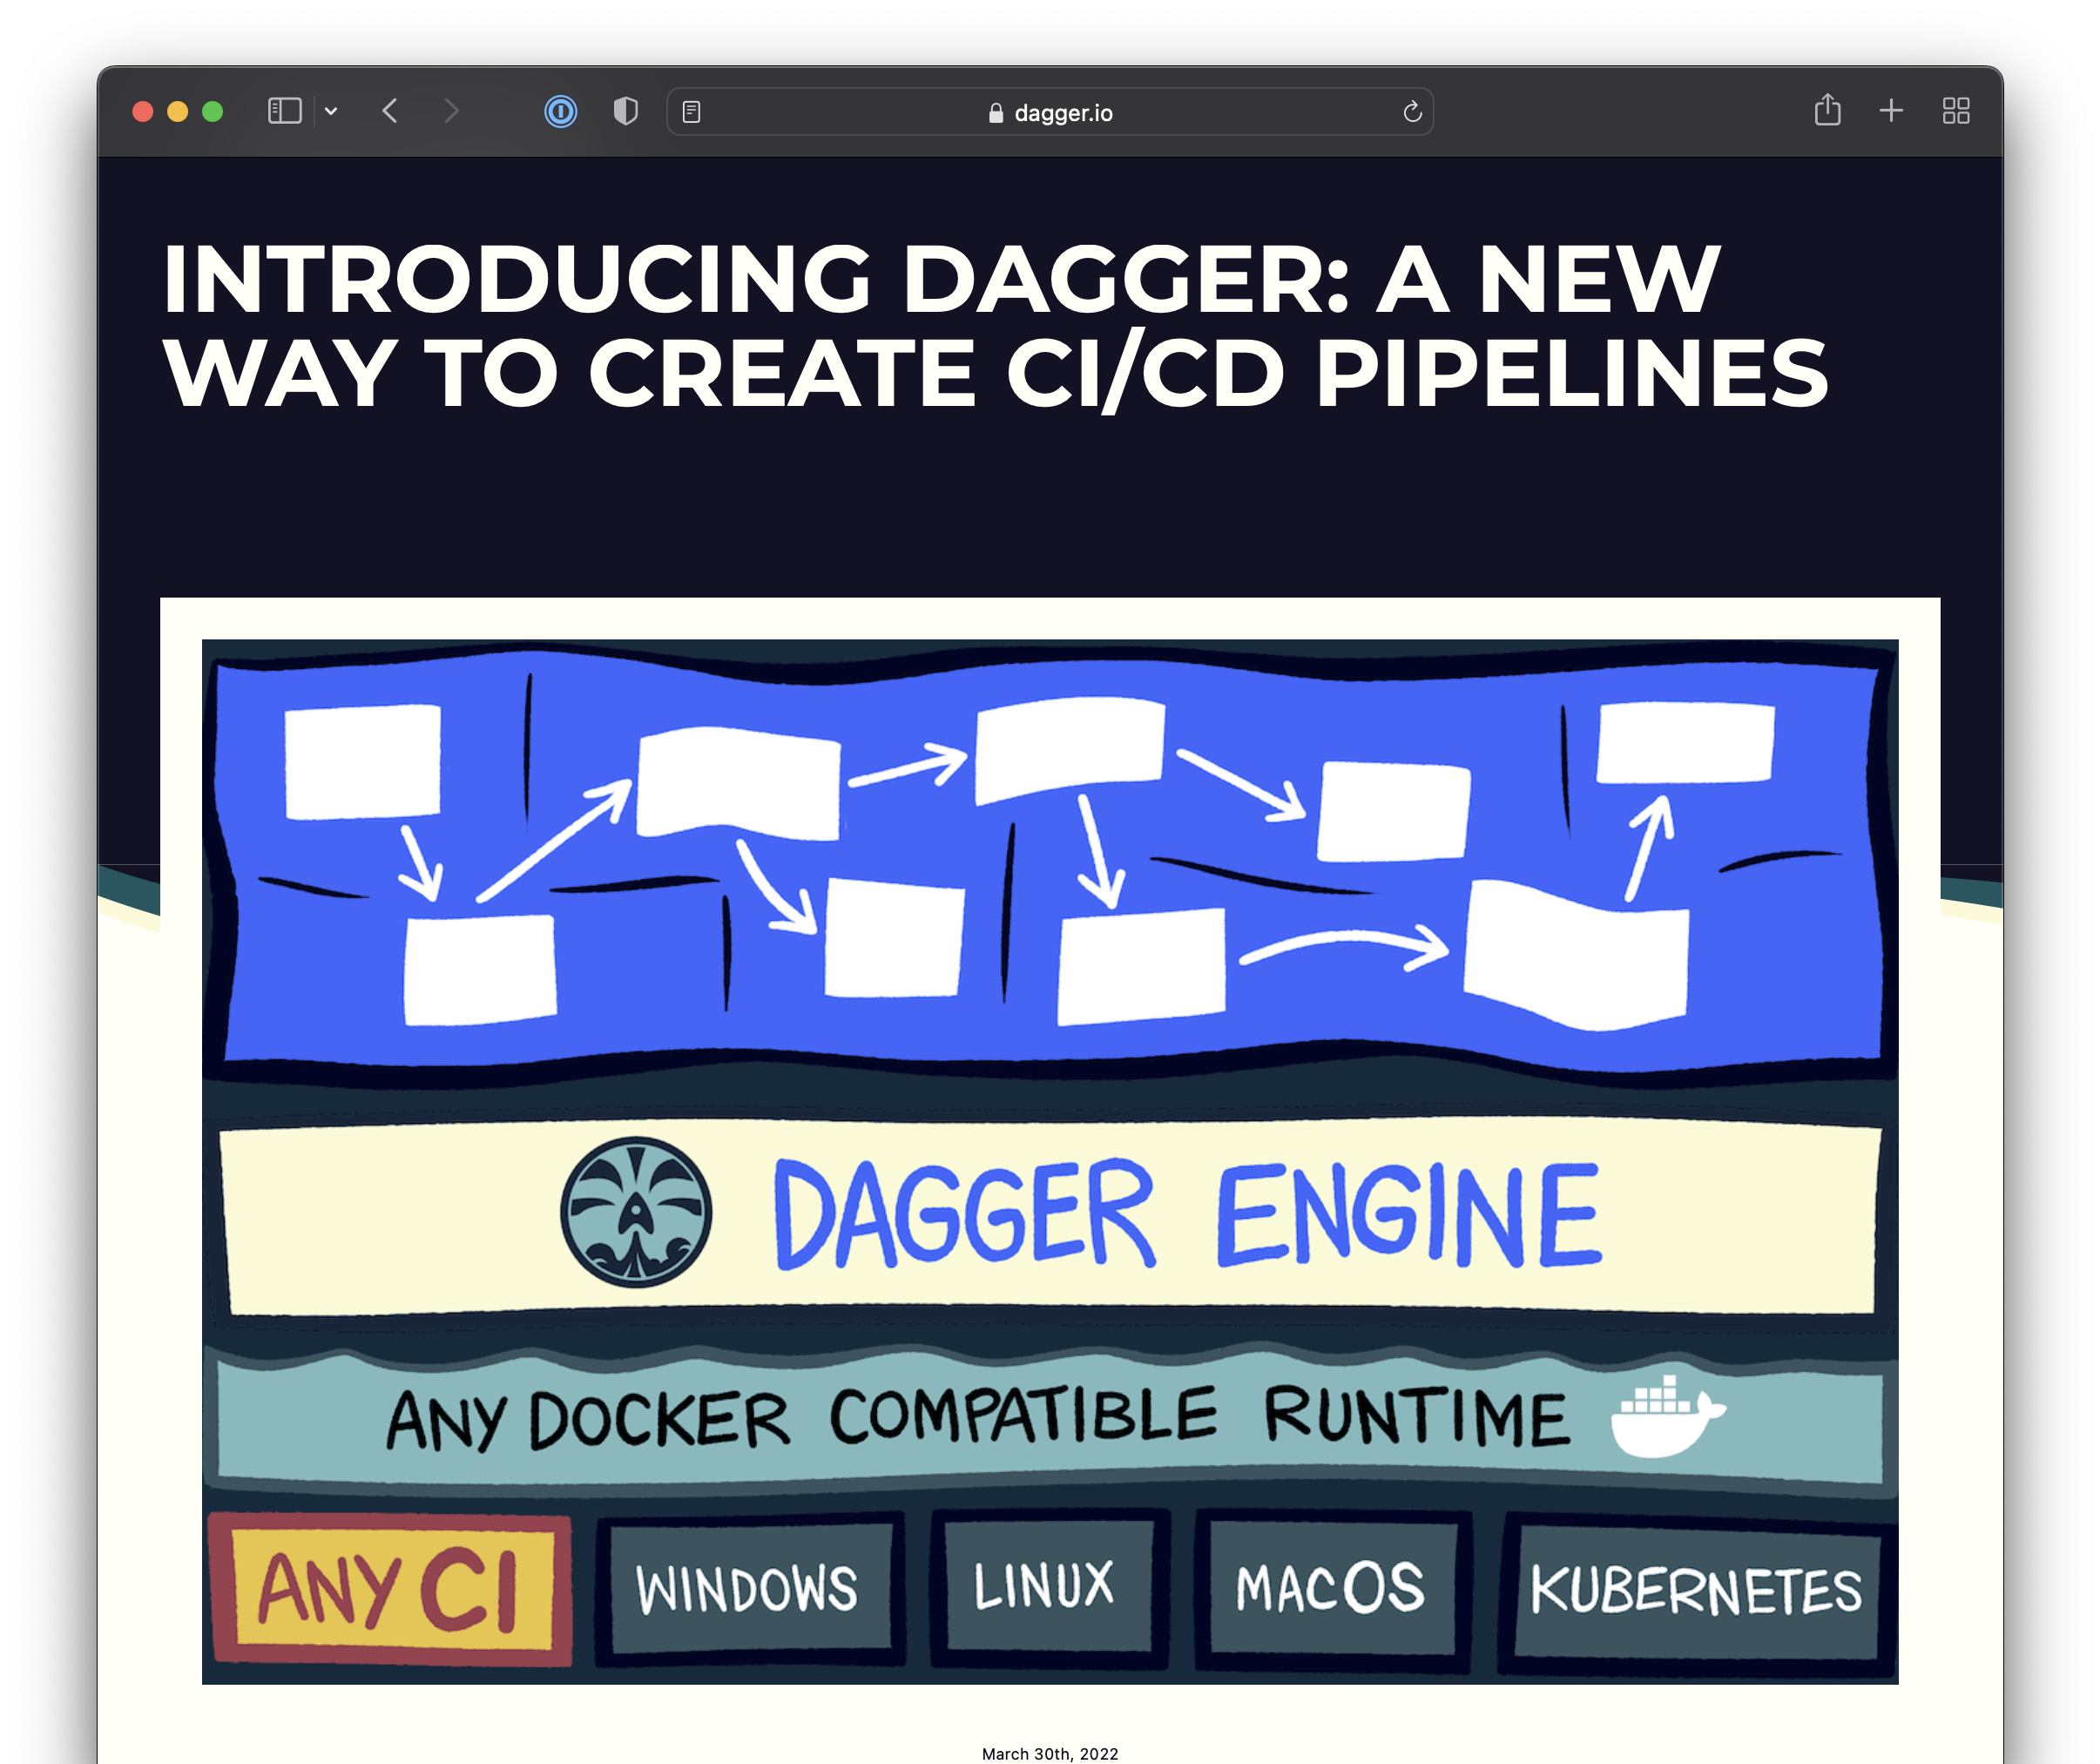 dagger.io
INTRODUCING DAGGER: A NEW
WAY TO CREATE CI/CD PIPELINES
DAGGER ENGINE
ANY DOCKER COMPATIBLE RUNTIME
ANY CI
WINDOWS
LINUX
MACOS
KUBERNETES
March 30th, 2022